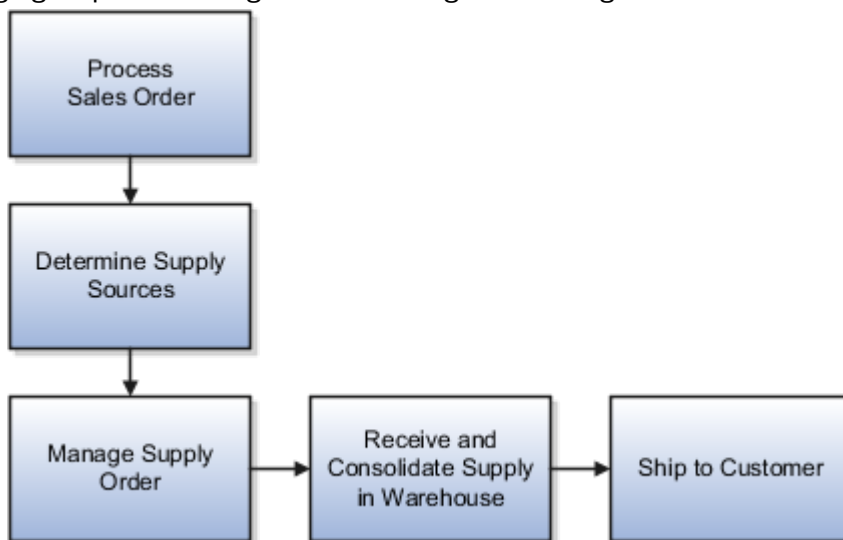 Process
Sales Order
Determine Supply
Sources
Manage Supply
Order
Receive and
Consolidate Supply
in Warehouse
Ship to Customer